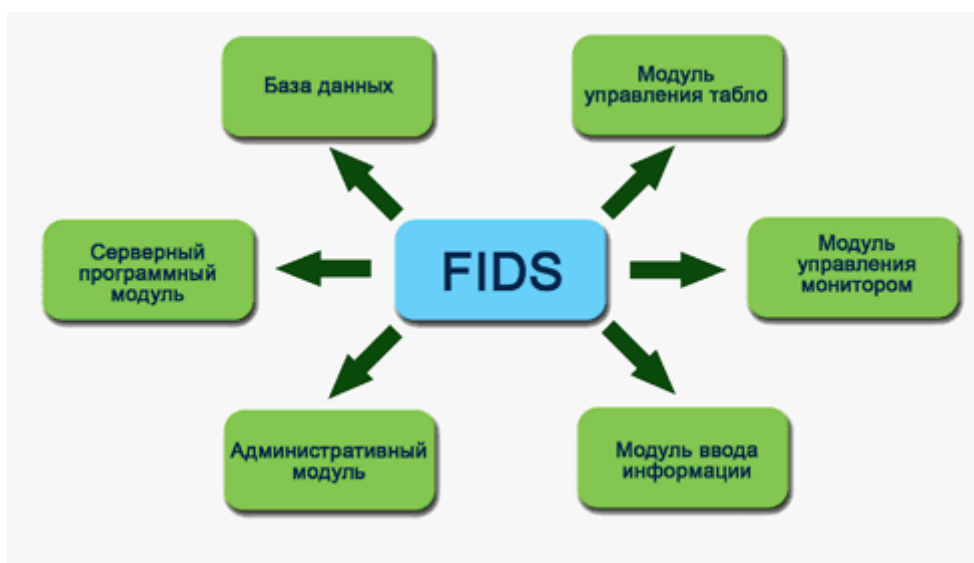 База данных
Модуль
управления табло
Серверный
программный
модуль
FIDS
Модуль
управления
монитором
Административный
модуль
Модуль ввода
информации